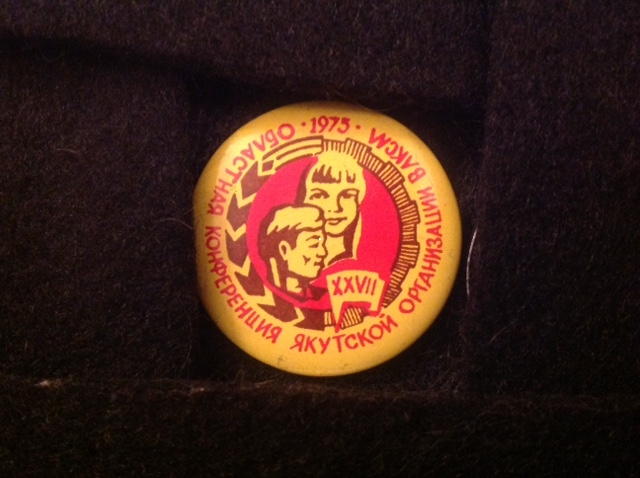 · 1975 ·
ОБЛАСТНАЯ КОНФЕРЕНЦИЯ ЯКУТСКОЙ ОРГАНИЗАЦИИ ВЛКСМ
XXVII